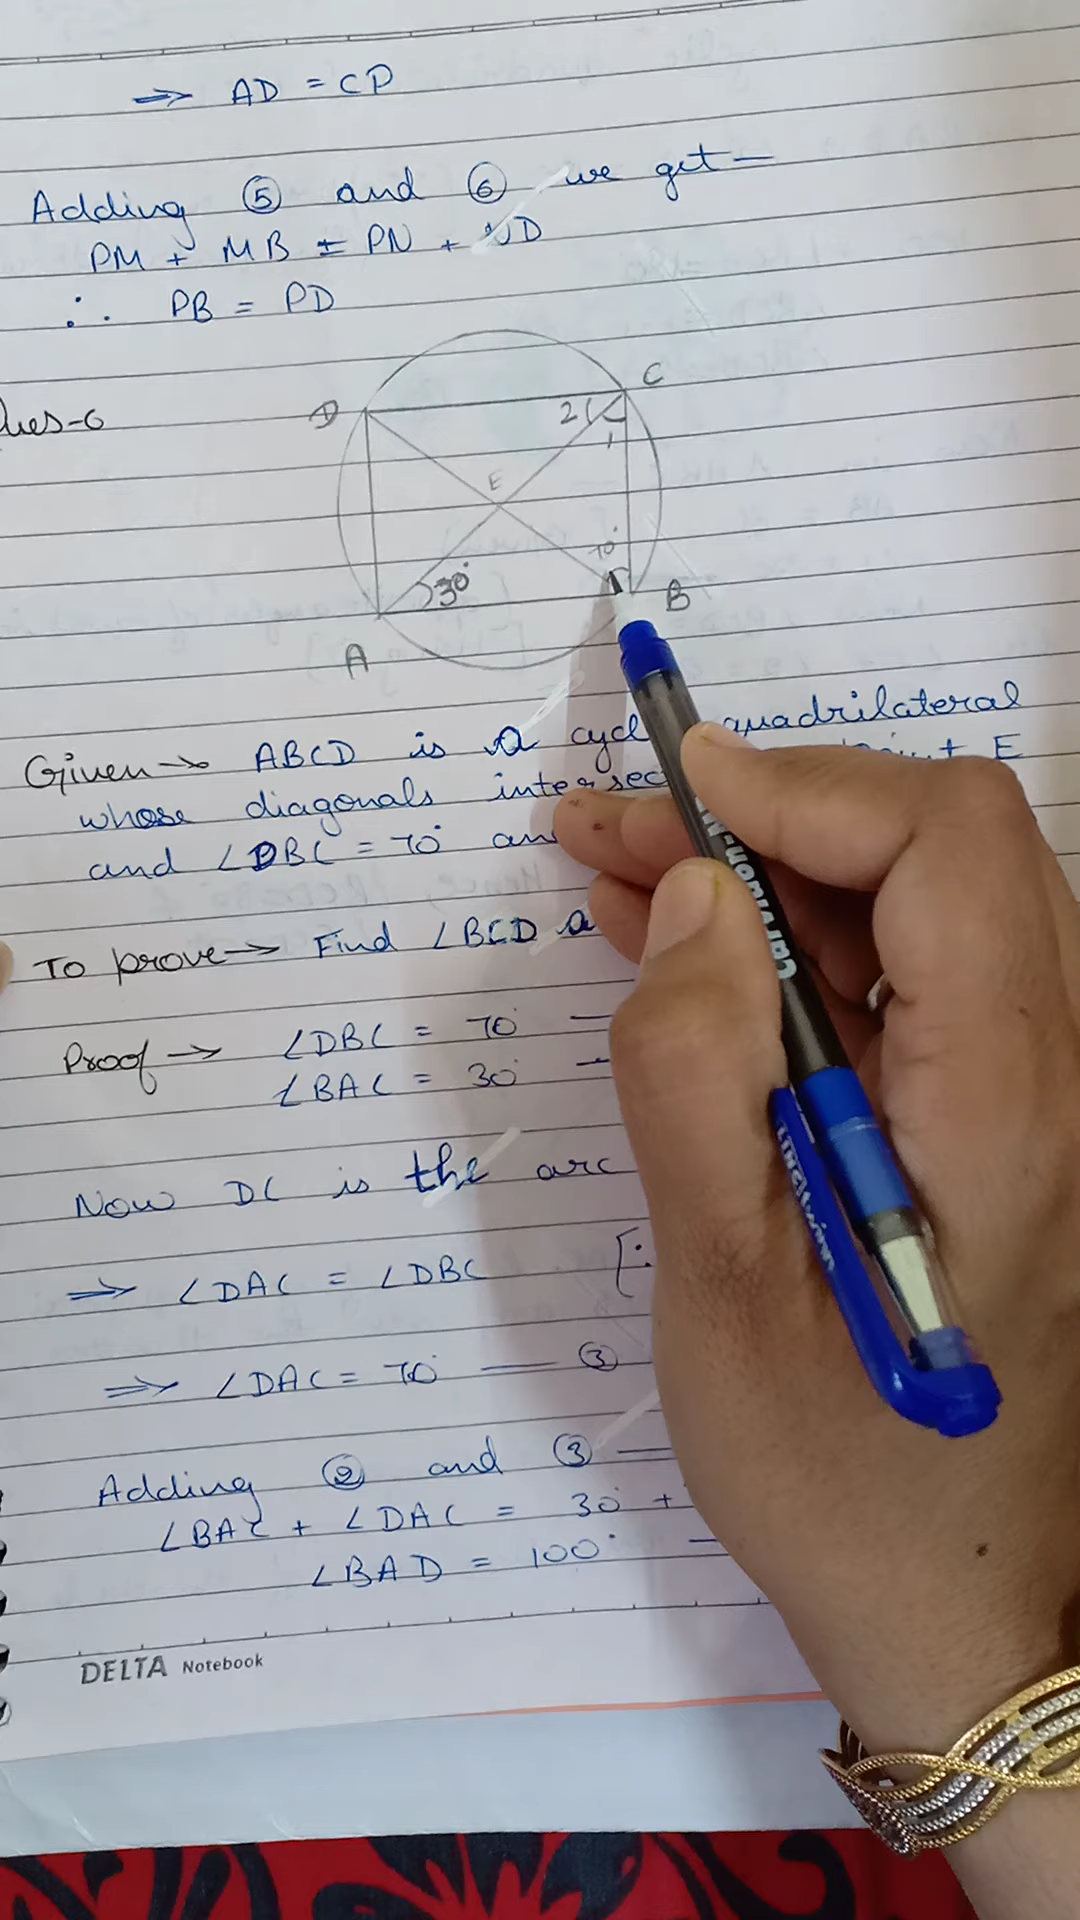 ⇒ AD = CP
Adding ⑤ and ⑥ we get —
PM + MB = PN + ND
∴ PB = PD
Ques-6
D
C
2
1
E
70°
30°
B
A
Given → ABCD is a quadrilateral
whose diagonals E
and ∠DBC = 70°
To prove → Find ∠BCD
Proof → ∠DBC = 70° —
∠BAC = 30° —
Now DC is the arc
⇒ ∠DAC = ∠DBC [∵
⇒ ∠DAC = 70° — ③
Adding ② and ③ —
∠BAC + ∠DAC = 30° +
∠BAD = 100° —
DELTA Notebook
Linc